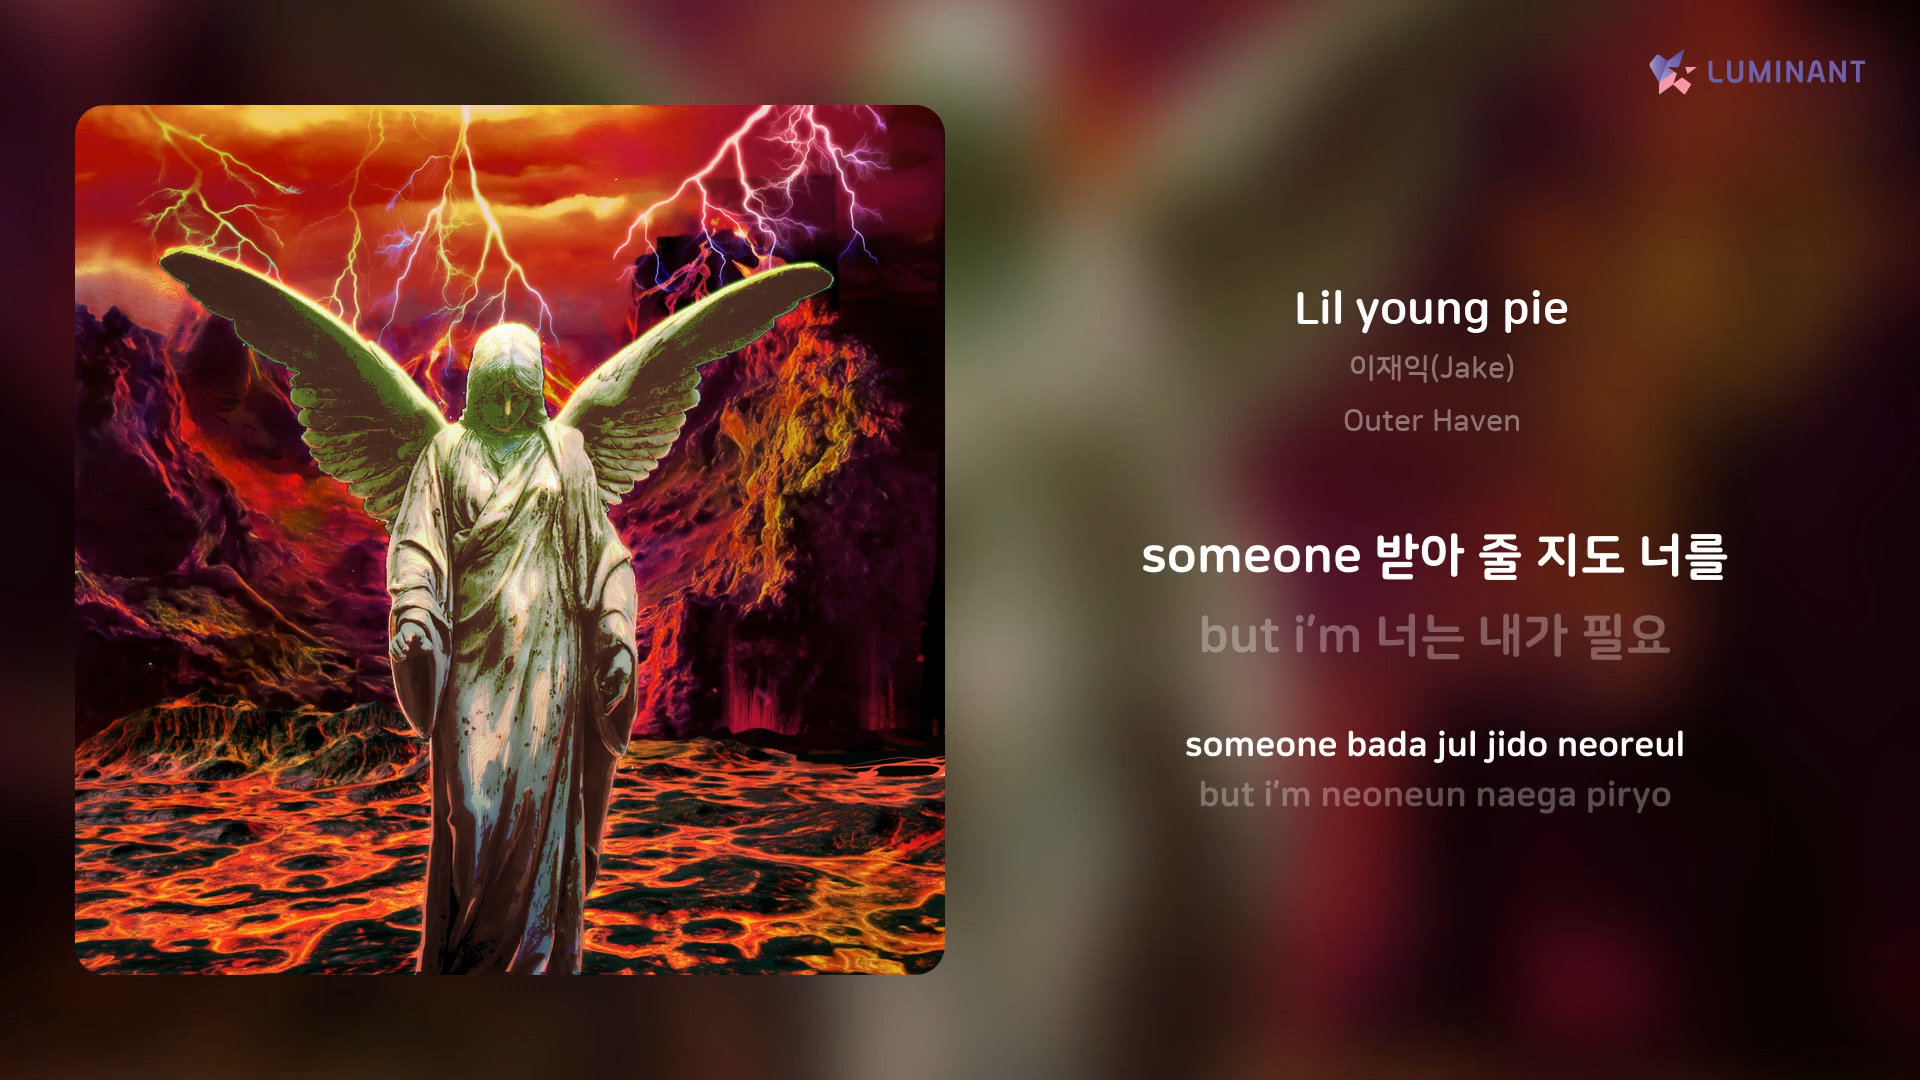 LUMINANT
Lil young pie
이재익(Jake)
Outer Haven
someone 받아 줄 지도 너를
but i'm 너는 내가 필요
someone bada jul jido neoreul
but i'm neoneun naega piryo